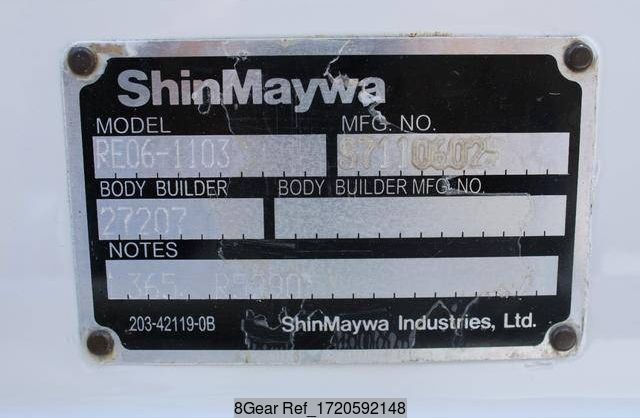 ShinMaywa
MODEL MFG. NO.
RE06-1103
BODY BUILDER BODY BUILDER MFG NO.
27207
NOTES
203-42119-0B ShinMaywa Industries, Ltd.
8Gear Ref_1720592148